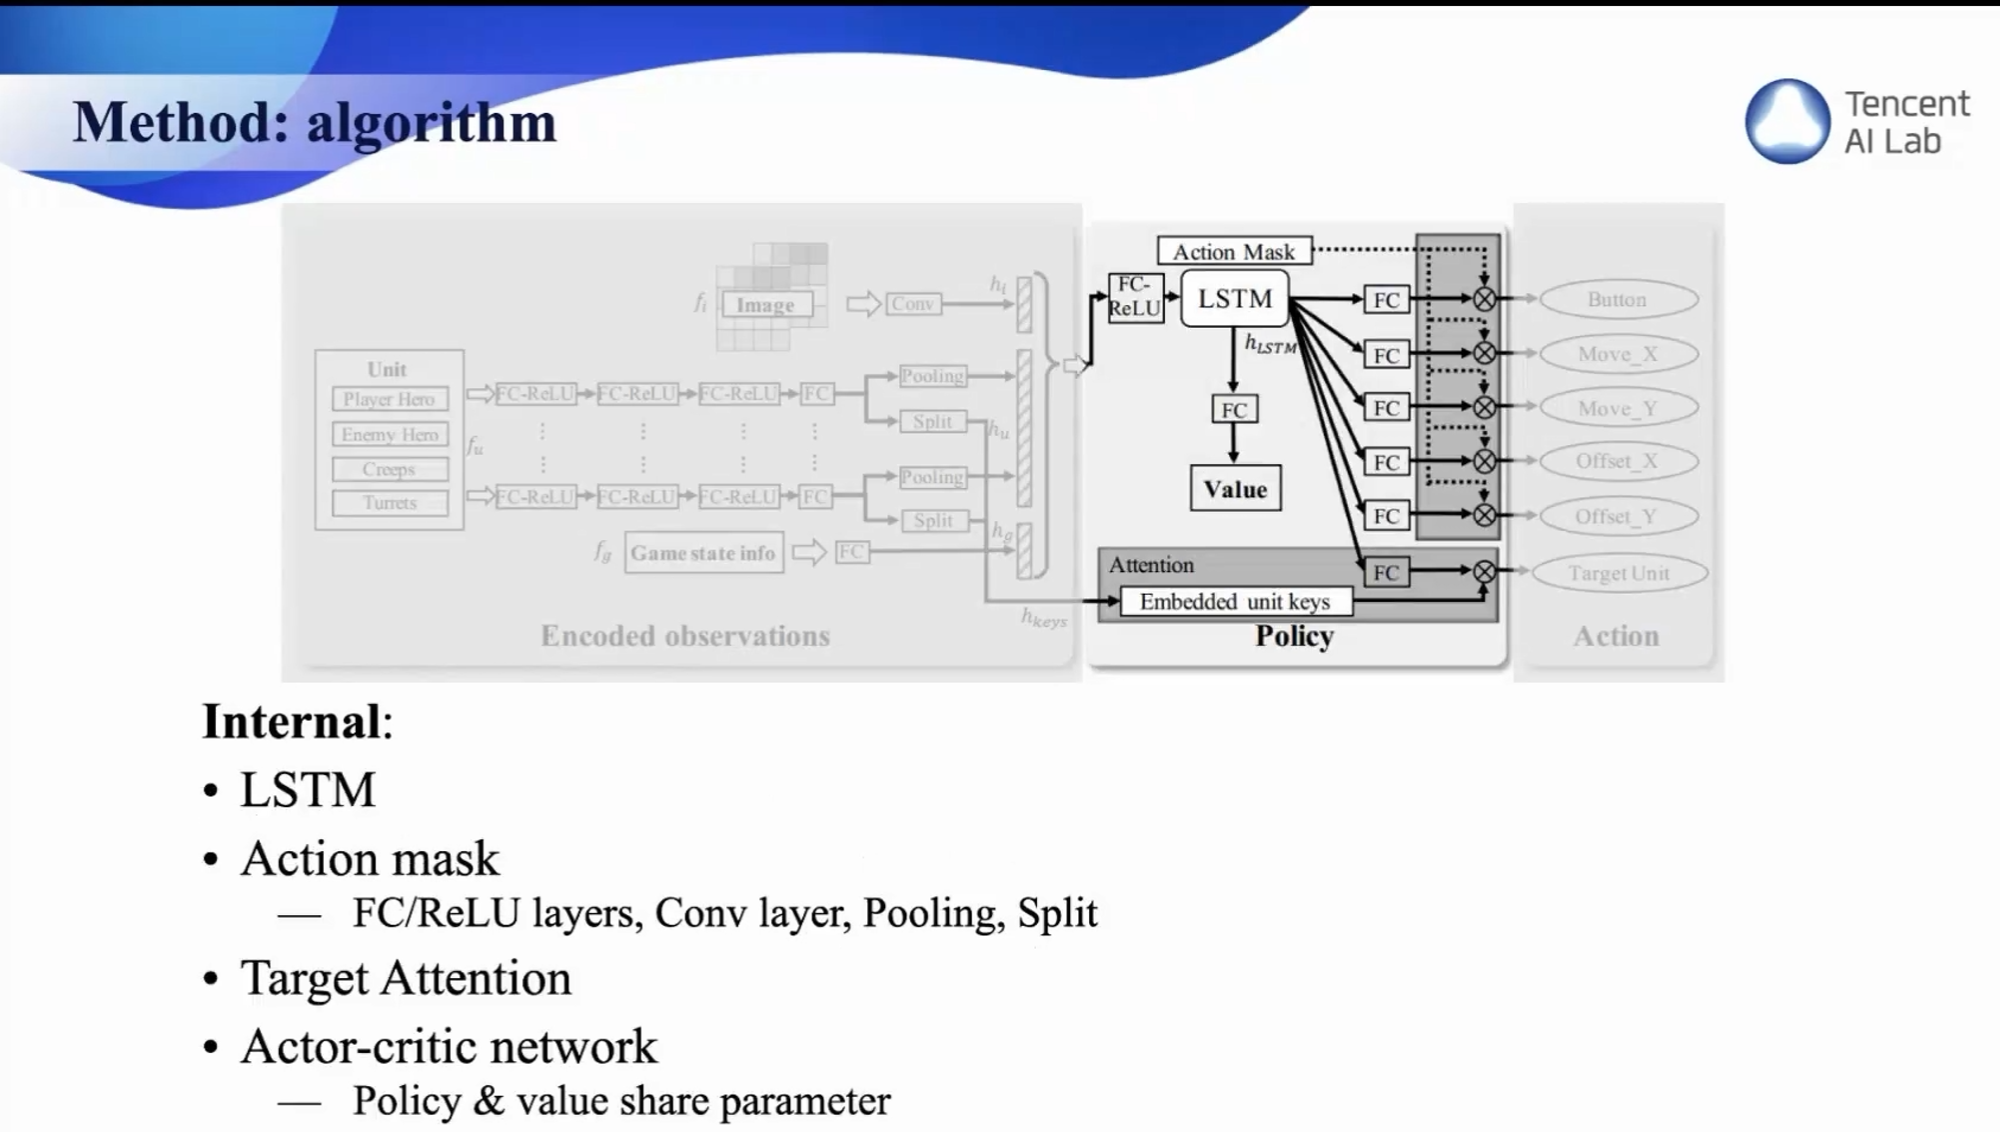 Method: algorithm
Tencent
AI Lab
Image
f_i
Conv
h_i
Unit
Player Hero
Enemy Hero
Creeps
Turrets
f_u
FC-ReLU
FC-ReLU
FC-ReLU
FC
Pooling
Split
h_u
FC-ReLU
FC-ReLU
FC-ReLU
FC
Pooling
Split
f_g
Game state info
FC
h_g
h_keys
Encoded observations
Action Mask
FC-
ReLU
LSTM
h_LSTM
FC
Value
FC
FC
FC
FC
FC
Attention
FC
Embedded unit keys
Policy
Button
Move_X
Move_Y
Offset_X
Offset_Y
Target Unit
Action
Internal:
• LSTM
• Action mask
— FC/ReLU layers, Conv layer, Pooling, Split
• Target Attention
• Actor-critic network
— Policy & value share parameter